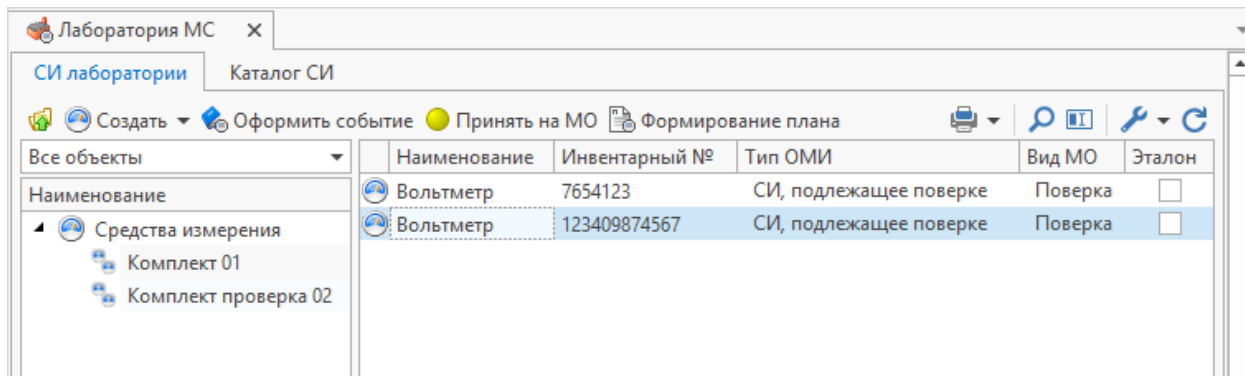 Лаборатория МС
СИ лаборатории Каталог СИ
Создать Оформить событие Принять на МО Формирование плана
Все объекты Наименование Инвентарный № Тип ОМИ Вид МО Эталон
Наименование Вольтметр 7654123 СИ, подлежащее поверке Поверка
Средства измерения Вольтметр 123409874567 СИ, подлежащее поверке Поверка
Комплект 01
Комплект проверка 02